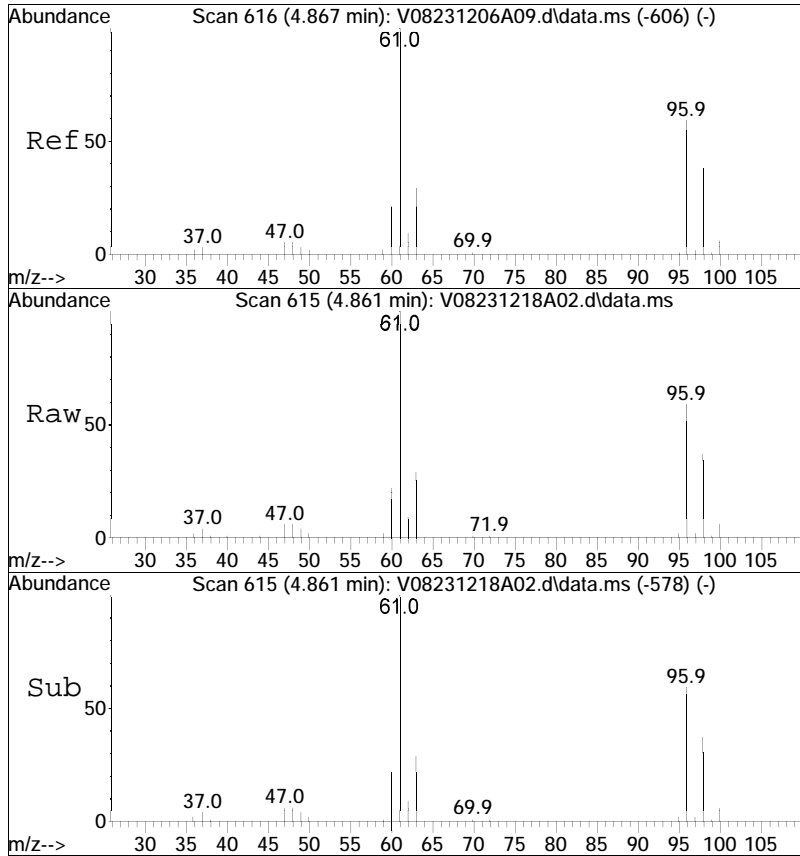 Abundance Scan 616 (4.867 min): V08231206A09.d\data.ms (-606) (-)
61.0
95.9
Ref 50
37.0 47.0 69.9
0
m/z--> 30 35 40 45 50 55 60 65 70 75 80 85 90 95 100 105
Abundance Scan 615 (4.861 min): V08231218A02.d\data.ms
61.0
95.9
Raw 50
37.0 47.0 71.9
0
m/z--> 30 35 40 45 50 55 60 65 70 75 80 85 90 95 100 105
Abundance Scan 615 (4.861 min): V08231218A02.d\data.ms (-578) (-)
61.0
95.9
Sub 50
37.0 47.0 69.9
0
m/z--> 30 35 40 45 50 55 60 65 70 75 80 85 90 95 100 105